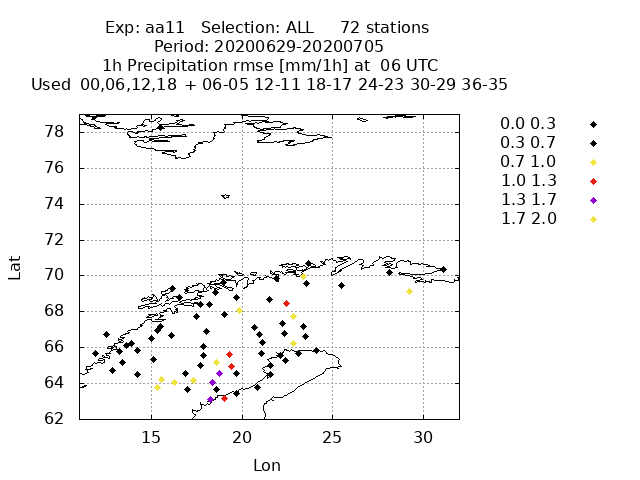 Exp: aa11 Selection: ALL 72 stations
Period: 20200629-20200705
1h Precipitation rmse [mm/1h] at 06 UTC
Used 00,06,12,18 + 06-05 12-11 18-17 24-23 30-29 36-35
0.0 0.3
0.3 0.7
0.7 1.0
1.0 1.3
1.3 1.7
1.7 2.0
78
76
74
72
70
68
66
64
62
Lat
15 20 25 30
Lon